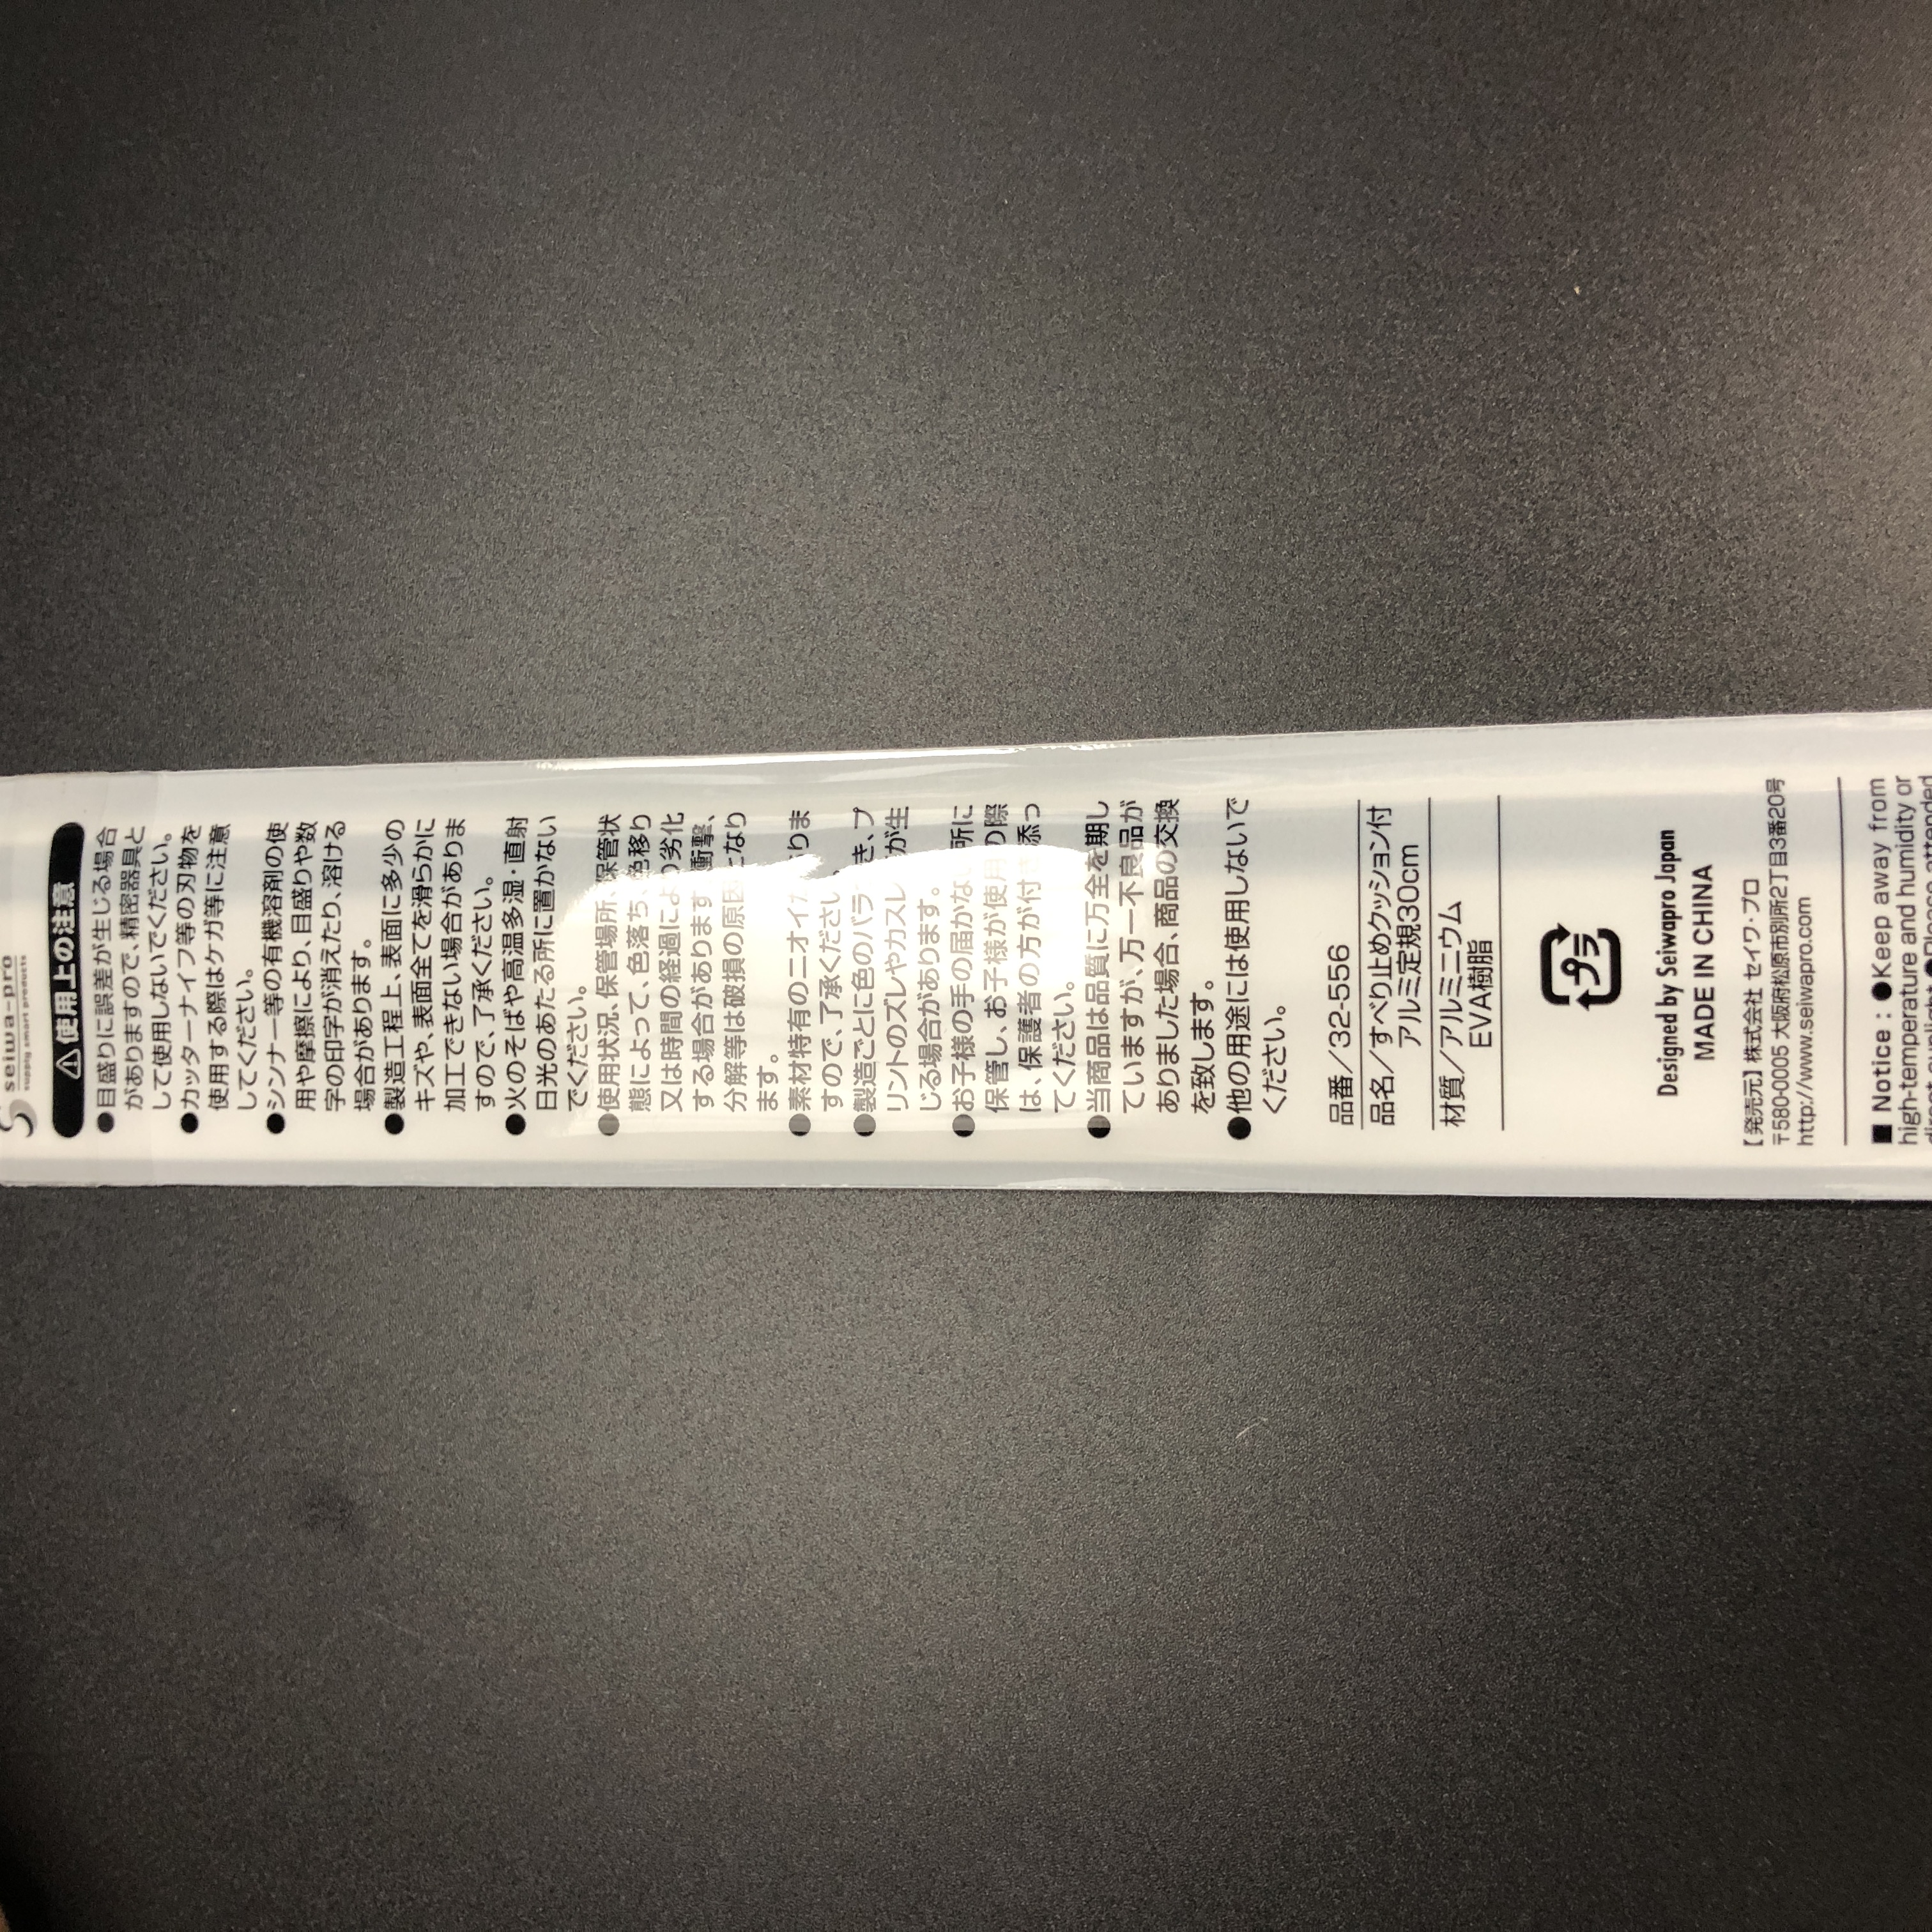 seiwa-pro
supply smart products
⚠使用上の注意
●目盛りに誤差が生じる場合
がありますので、精密器具と
して使用しないでください。
●カッターナイフ等の刃物を
使用する際はケガ等に注意
してください。
●シンナー等の有機溶剤の使
用や摩擦により、目盛りや数
字の印字が消えたり、溶ける
場合があります。
●製造工程上、表面に多少の
キズや、表面全てを滑らかに
加工できない場合がありま
すので、了承ください。
●火のそばや高温多湿・直射
日光のあたる所に置かない
でください。
●使用状況、保管場所、保管状
態によって、色落ち、色移り
又は時間の経過により劣化
する場合があります 衝撃、
分解等は破損の原因となり
ます。
●素材特有のニオイ りま
すので、了承ください
●製造ごとに色のバラ き、プ
リントのズレやカスレ が生
じる場合があります。
●お子様の手の届かな 所に
保管し、お子様が使用の際
は、保護者の方が付き添っ
てください。
●当商品は品質に万全を期し
ていますが、万一不良品が
ありました場合、商品の交換
を致します。
●他の用途には使用しないで
ください。
品番／32-556
品名／すべり止めクッション付
アルミ定規30cm
材質／アルミニウム
EVA樹脂
プラ
Designed by Seiwapro Japan
MADE IN CHINA
【発売元】株式会社 セイワ・プロ
〒580-0005 大阪府松原市別所2丁目3番20号
http://www.seiwapro.com
■ Notice : ●Keep away from
high-temperature and humidity or
direct sunlight. ●Please attended